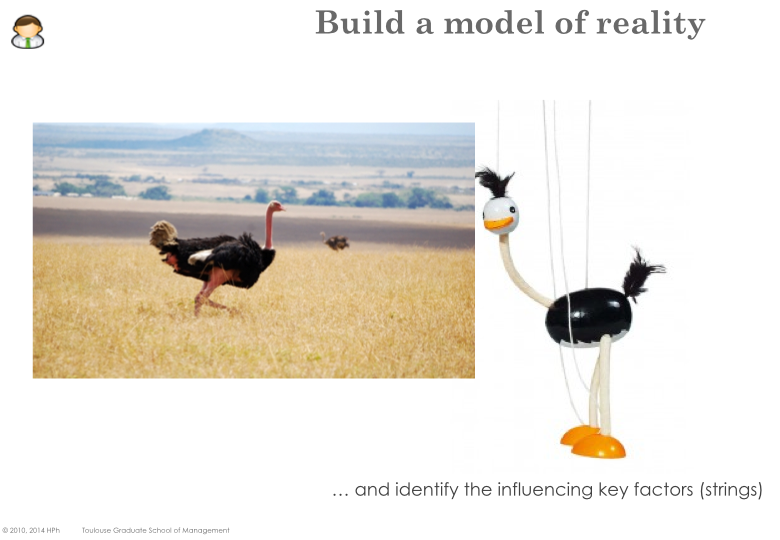 Build a model of reality
… and identify the influencing key factors (strings)
© 2010, 2014 HPh Toulouse Graduate School of Management